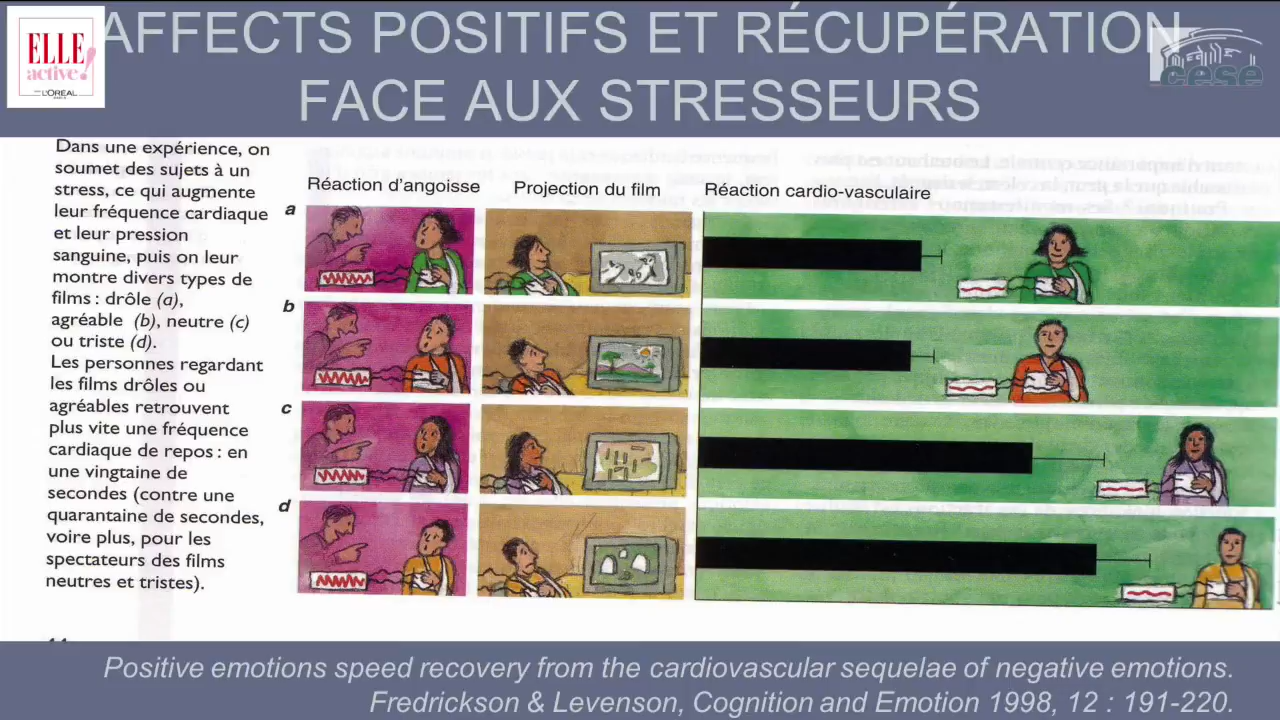 AFFECTS POSITIFS ET RÉCUPÉRATION
FACE AUX STRESSEURS
ELLE
active!
L'ORÉAL
PARIS
cese
Dans une expérience, on
soumet des sujets à un
stress, ce qui augmente
leur fréquence cardiaque
et leur pression
sanguine, puis on leur
montre divers types de
films : drôle (a),
agréable (b), neutre (c)
ou triste (d).
Les personnes regardant
les films drôles ou
agréables retrouvent
plus vite une fréquence
cardiaque de repos : en
une vingtaine de
secondes (contre une
quarantaine de secondes,
voire plus, pour les
spectateurs des films
neutres et tristes).
Réaction d'angoisse
Projection du film
Réaction cardio-vasculaire
a
b
c
d
Positive emotions speed recovery from the cardiovascular sequelae of negative emotions.
Fredrickson & Levenson, Cognition and Emotion 1998, 12 : 191-220.